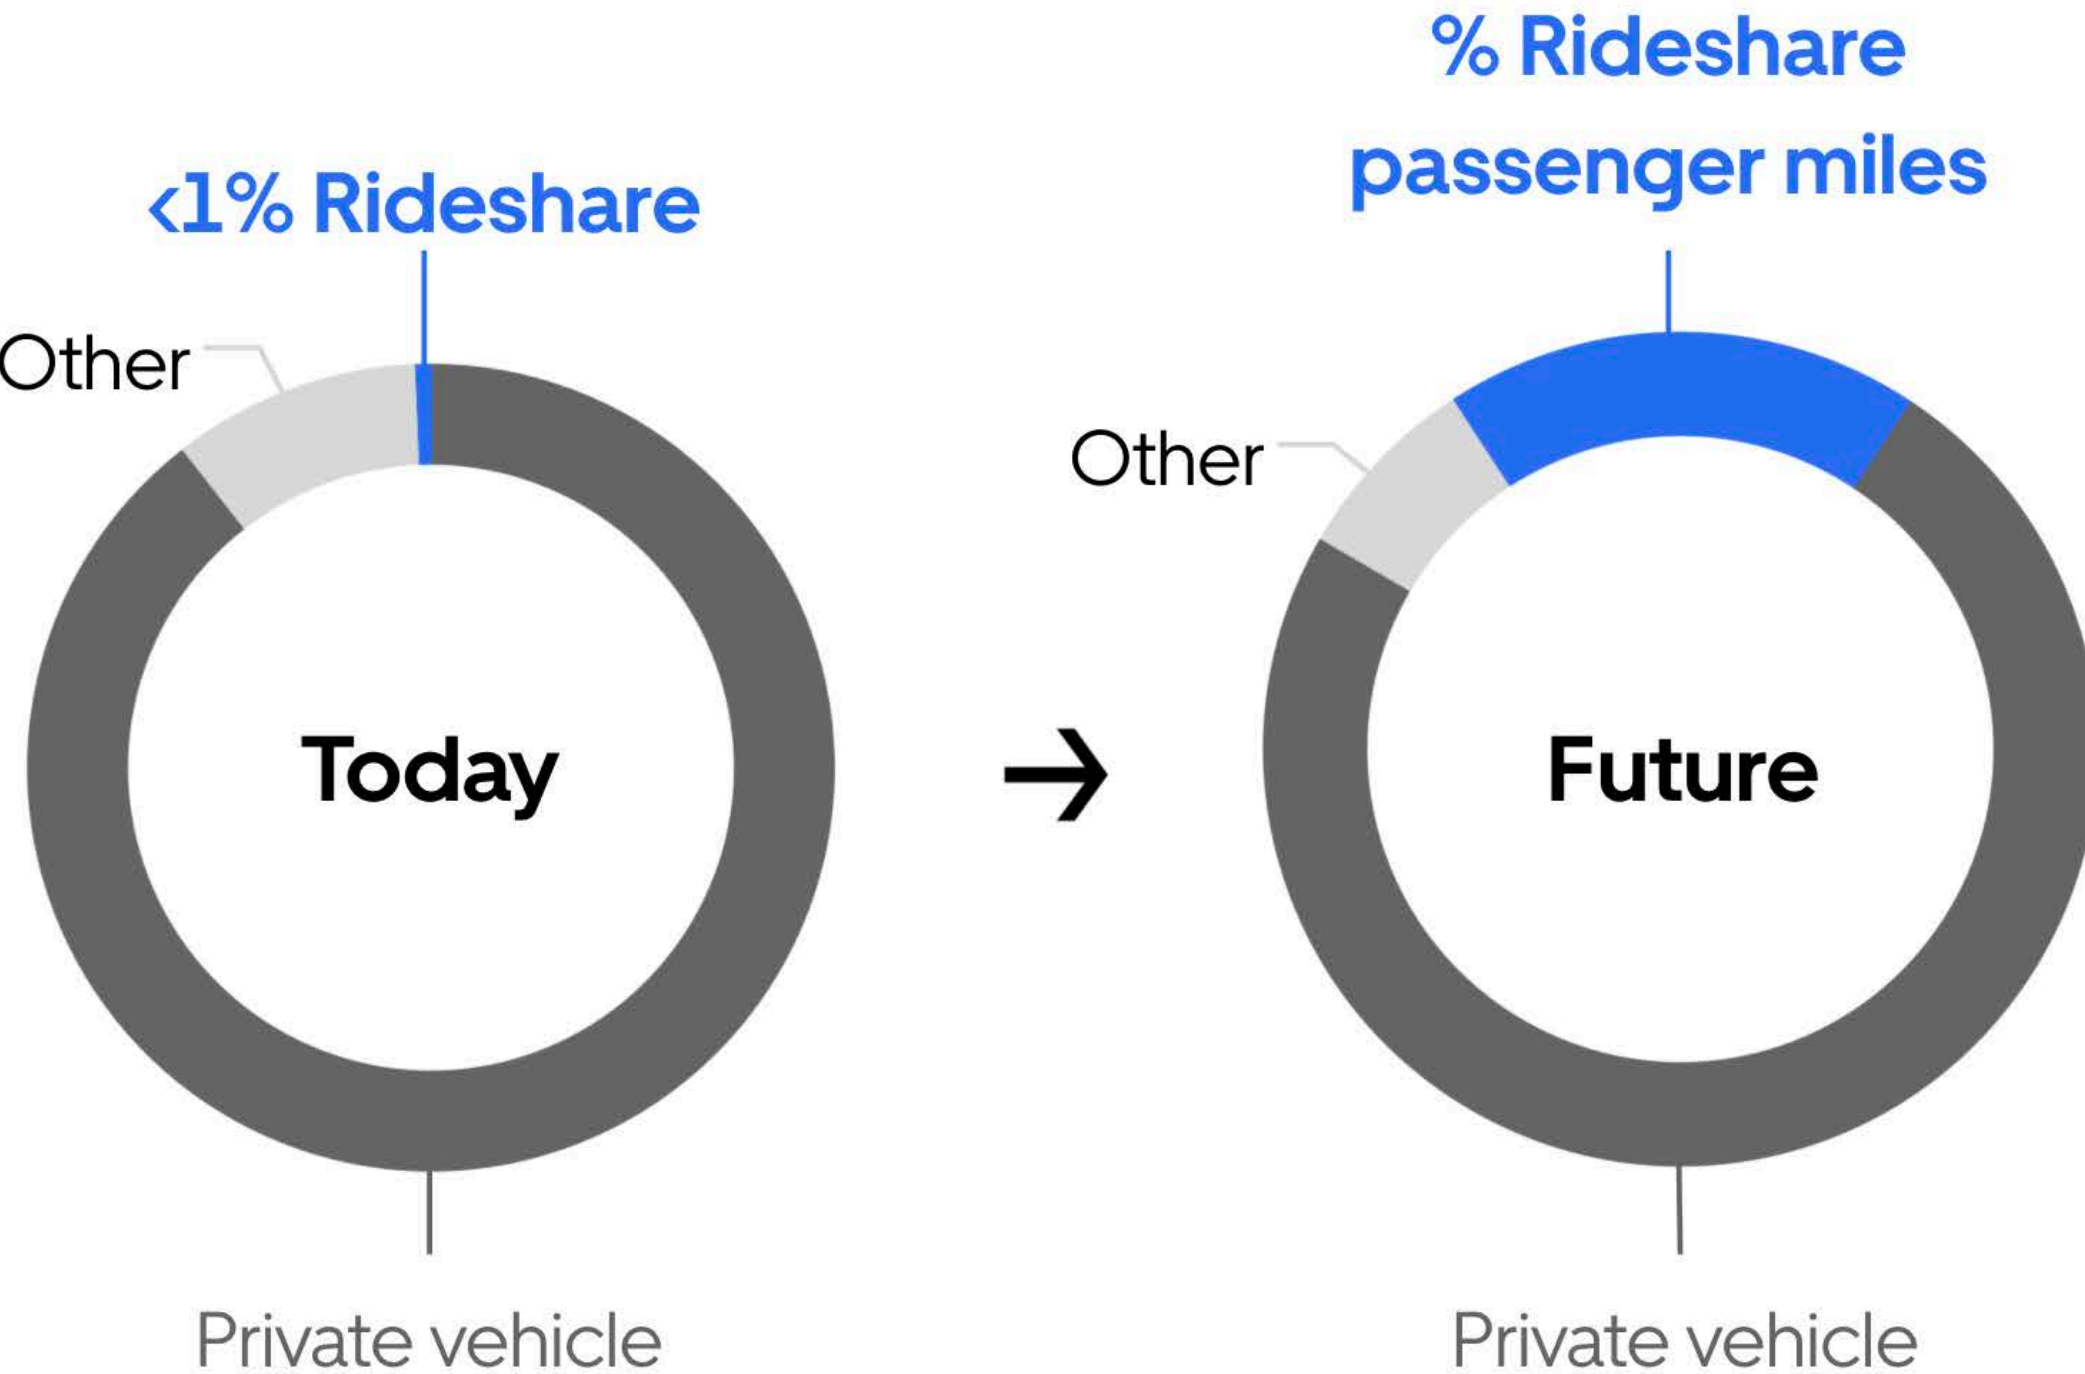 <1% Rideshare
Other
Today
Private vehicle
→
% Rideshare
passenger miles
Other
Future
Private vehicle